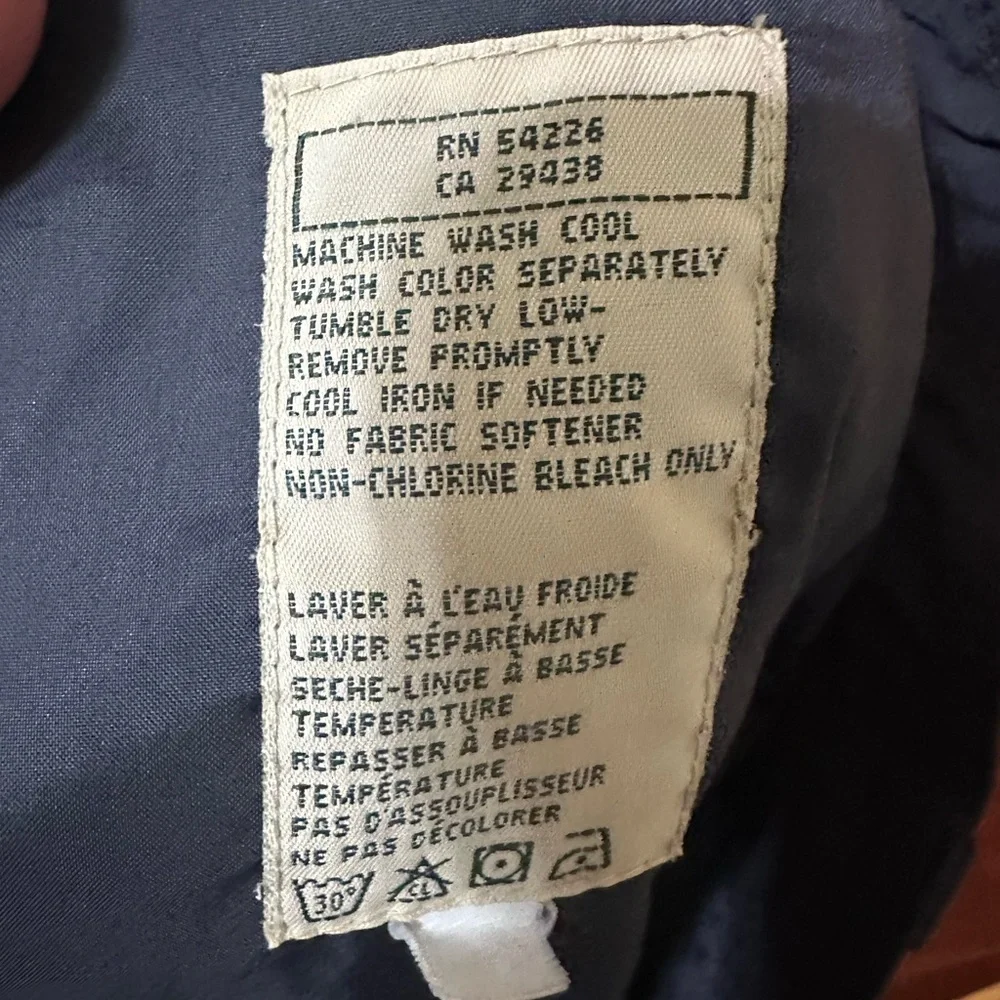 RN 54226
CA 29438
MACHINE WASH COOL
WASH COLOR SEPARATELY
TUMBLE DRY LOW-
REMOVE PROMPTLY
COOL IRON IF NEEDED
NO FABRIC SOFTENER
NON-CHLORINE BLEACH ONLY
LAVER À L'EAU FROIDE
LAVER SÉPARÉMENT
SECHE-LINGE À BASSE
TEMPERATURE
REPASSER À BASSE
TEMPÉRATURE
PAS D'ASSOUPLISSEUR
NE PAS DÉCOLORER
30° CL